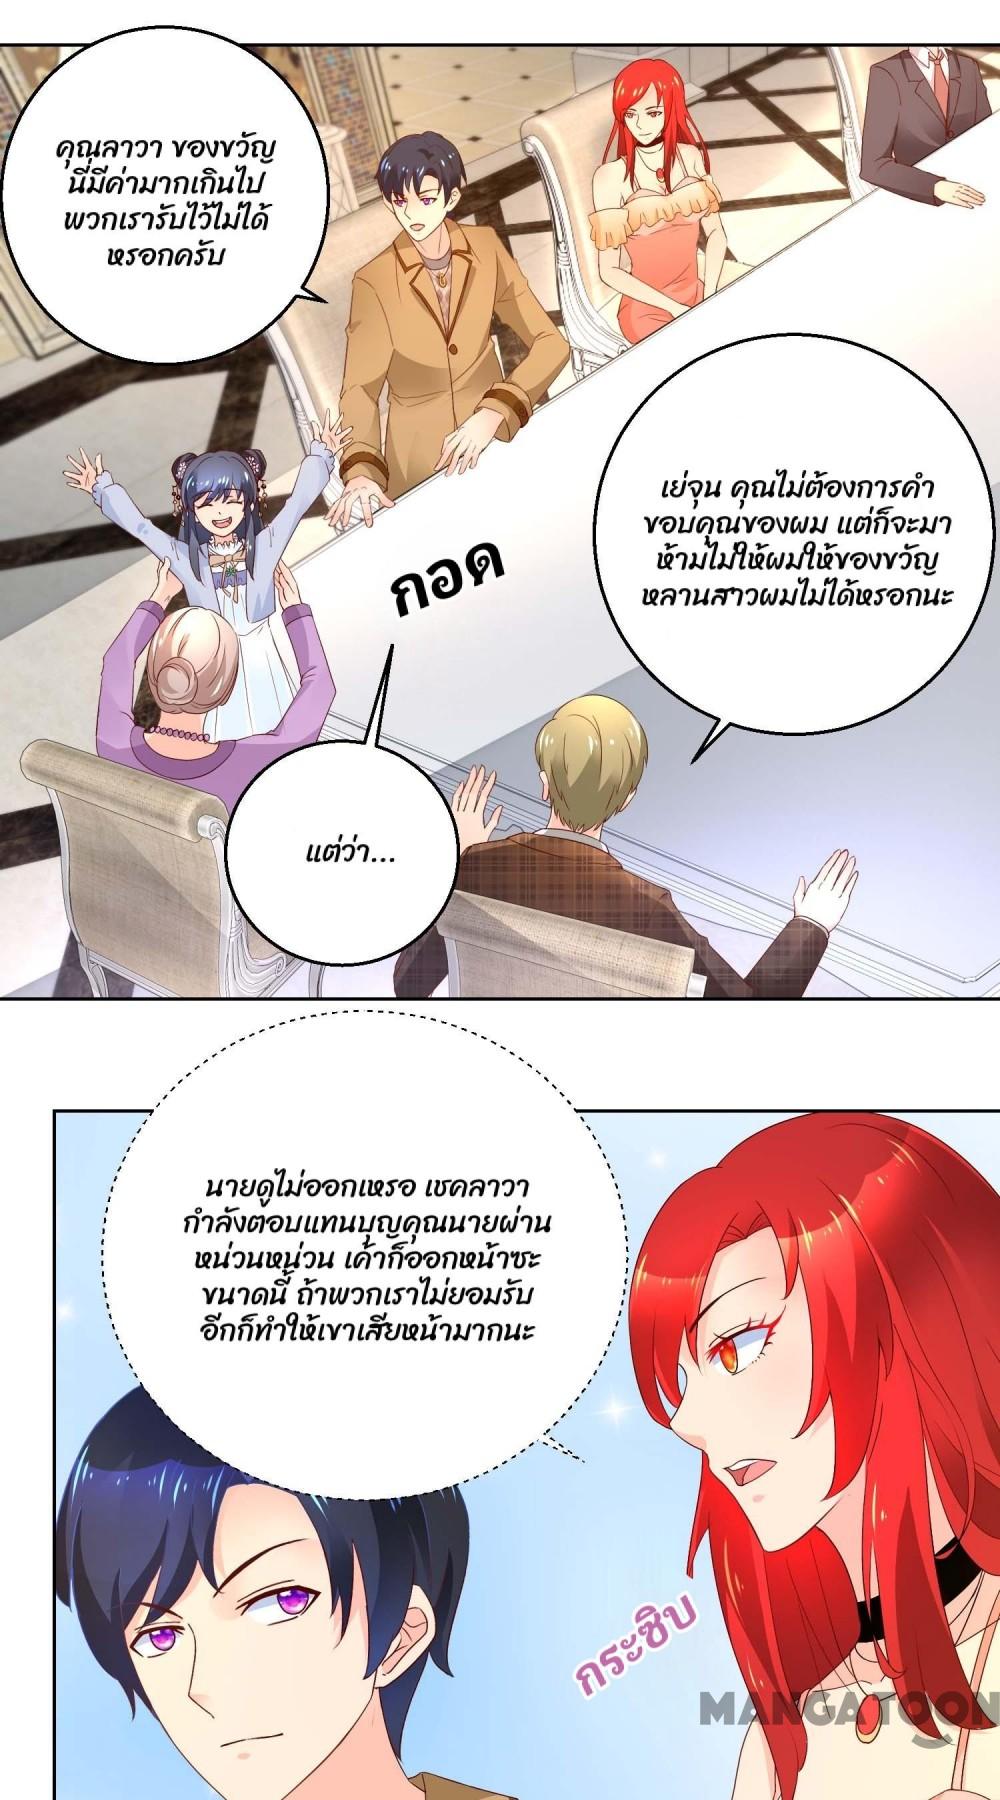 คุณลาวา ของขวัญ
นี่มีค่ามากเกินไป
พวกเรารับไว้ไม่ได้
หรอกครับ
เย่จุน คุณไม่ต้องการคำ
ขอบคุณของผม แต่ก็จะมา
ห้ามไม่ให้ผมให้ของขวัญ
หลานสาวผมไม่ได้หรอกนะ
กอด
แต่ว่า...
นายดูไม่ออกเหรอ เชคลาวา
กำลังตอบแทนบุญคุณนายผ่าน
หน่วนหน่วน เค้าก็ออกหน้าซะ
ขนาดนี้ ถ้าพวกเราไม่ยอมรับ
อีกก็ทำให้เขาเสียหน้ามากนะ
กระซิบ
MANGATOON